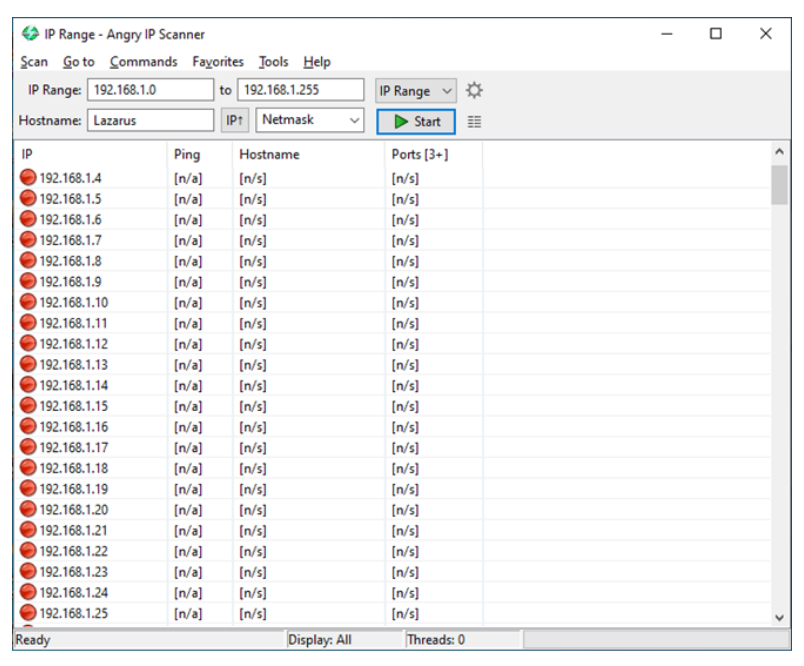 IP Range - Angry IP Scanner
Scan Go to Commands Favorites Tools Help
IP Range: 192.168.1.0 to 192.168.1.255 IP Range
Hostname: Lazarus IP↑ Netmask Start
IP Ping Hostname Ports [3+]
192.168.1.4 [n/a] [n/s] [n/s]
192.168.1.5 [n/a] [n/s] [n/s]
192.168.1.6 [n/a] [n/s] [n/s]
192.168.1.7 [n/a] [n/s] [n/s]
192.168.1.8 [n/a] [n/s] [n/s]
192.168.1.9 [n/a] [n/s] [n/s]
192.168.1.10 [n/a] [n/s] [n/s]
192.168.1.11 [n/a] [n/s] [n/s]
192.168.1.12 [n/a] [n/s] [n/s]
192.168.1.13 [n/a] [n/s] [n/s]
192.168.1.14 [n/a] [n/s] [n/s]
192.168.1.15 [n/a] [n/s] [n/s]
192.168.1.16 [n/a] [n/s] [n/s]
192.168.1.17 [n/a] [n/s] [n/s]
192.168.1.18 [n/a] [n/s] [n/s]
192.168.1.19 [n/a] [n/s] [n/s]
192.168.1.20 [n/a] [n/s] [n/s]
192.168.1.21 [n/a] [n/s] [n/s]
192.168.1.22 [n/a] [n/s] [n/s]
192.168.1.23 [n/a] [n/s] [n/s]
192.168.1.24 [n/a] [n/s] [n/s]
192.168.1.25 [n/a] [n/s] [n/s]
Ready Display: All Threads: 0